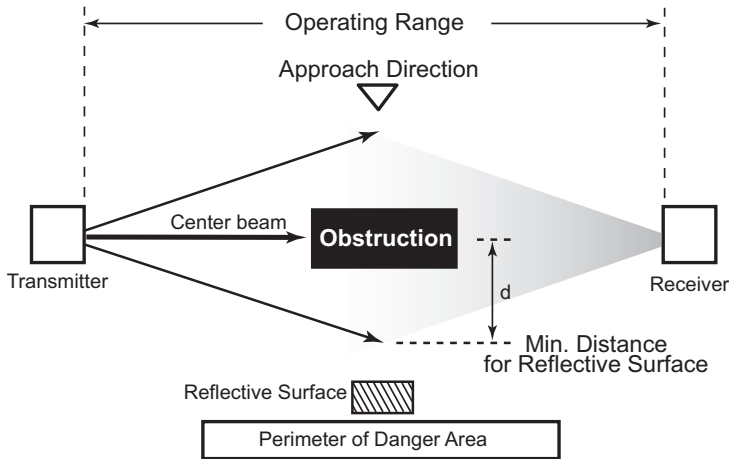 Operating Range
Approach Direction
Center beam
Obstruction
Transmitter
Receiver
d
Min. Distance
for Reflective Surface
Reflective Surface
Perimeter of Danger Area